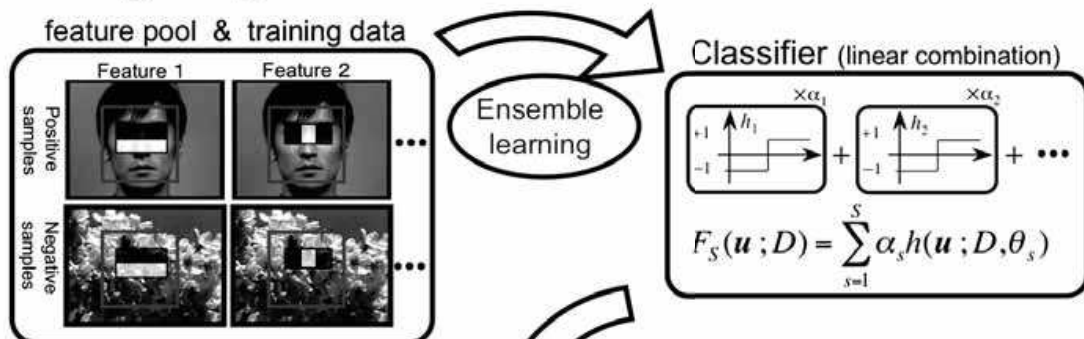 feature pool & training data
Feature 1
Feature 2
Positive samples
Negative samples
•••
•••
Ensemble
learning
Classifier (linear combination)
×α₁
×α₂
+1
h₁
−1
+
+1
h₂
−1
+ •••
F_S(u ; D) = ∑_{s=1}^{S} α_s h(u ; D, θ_s)